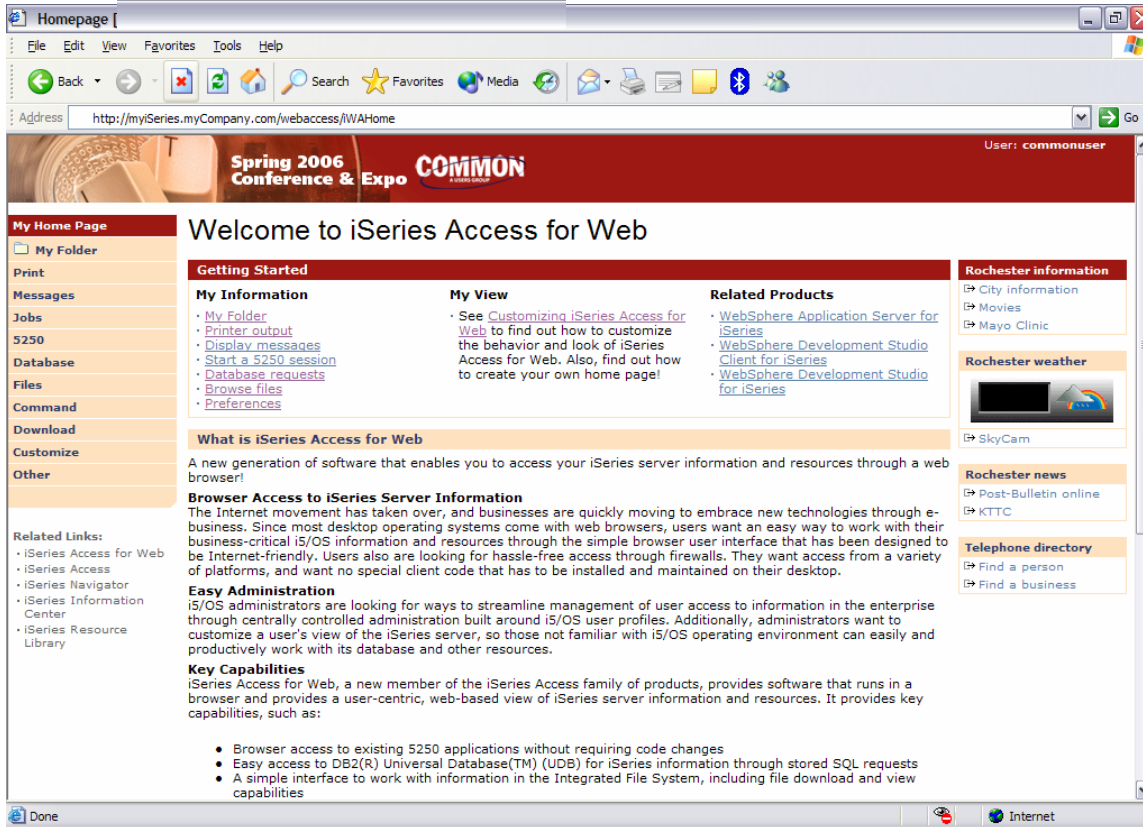 Homepage [
File Edit View Favorites Tools Help
Back Search Favorites Media
Address http://myiSeries.myCompany.com/webaccess/iWAHome Go
Spring 2006
Conference & Expo
COMMON
A USERS GROUP
User: commonuser
My Home Page
My Folder
Print
Messages
Jobs
5250
Database
Files
Command
Download
Customize
Other
Related Links:
· iSeries Access for Web
· iSeries Access
· iSeries Navigator
· iSeries Information
Center
· iSeries Resource
Library
Welcome to iSeries Access for Web
Getting Started
My Information
· My Folder
· Printer output
· Display messages
· Start a 5250 session
· Database requests
· Browse files
· Preferences
My View
· See Customizing iSeries Access for
Web to find out how to customize
the behavior and look of iSeries
Access for Web. Also, find out how
to create your own home page!
Related Products
· WebSphere Application Server for
iSeries
· WebSphere Development Studio
Client for iSeries
· WebSphere Development Studio
for iSeries
What is iSeries Access for Web
A new generation of software that enables you to access your iSeries server information and resources through a web
browser!
Browser Access to iSeries Server Information
The Internet movement has taken over, and businesses are quickly moving to embrace new technologies through e-
business. Since most desktop operating systems come with web browsers, users want an easy way to work with their
business-critical i5/OS information and resources through the simple browser user interface that has been designed to
be Internet-friendly. Users also are looking for hassle-free access through firewalls. They want access from a variety
of platforms, and want no special client code that has to be installed and maintained on their desktop.
Easy Administration
i5/OS administrators are looking for ways to streamline management of user access to information in the enterprise
through centrally controlled administration built around i5/OS user profiles. Additionally, administrators want to
customize a user's view of the iSeries server, so those not familiar with i5/OS operating environment can easily and
productively work with its database and other resources.
Key Capabilities
iSeries Access for Web, a new member of the iSeries Access family of products, provides software that runs in a
browser and provides a user-centric, web-based view of iSeries server information and resources. It provides key
capabilities, such as:
● Browser access to existing 5250 applications without requiring code changes
● Easy access to DB2(R) Universal Database(TM) (UDB) for iSeries information through stored SQL requests
● A simple interface to work with information in the Integrated File System, including file download and view
capabilities
Rochester information
City information
Movies
Mayo Clinic
Rochester weather
SkyCam
Rochester news
Post-Bulletin online
KTTC
Telephone directory
Find a person
Find a business
Done
Internet